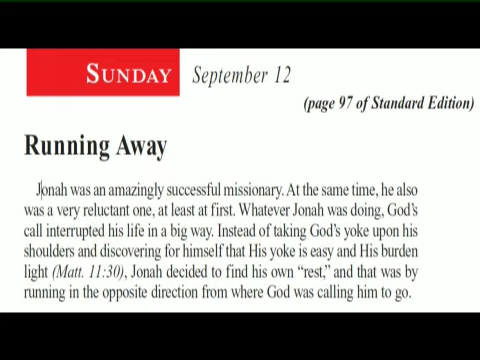 SUNDAY September 12
(page 97 of Standard Edition)
Running Away
Jonah was an amazingly successful missionary. At the same time, he also
was a very reluctant one, at least at first. Whatever Jonah was doing, God's
call interrupted his life in a big way. Instead of taking God's yoke upon his
shoulders and discovering for himself that His yoke is easy and His burden
light (Matt. 11:30), Jonah decided to find his own “rest,” and that was by
running in the opposite direction from where God was calling him to go.